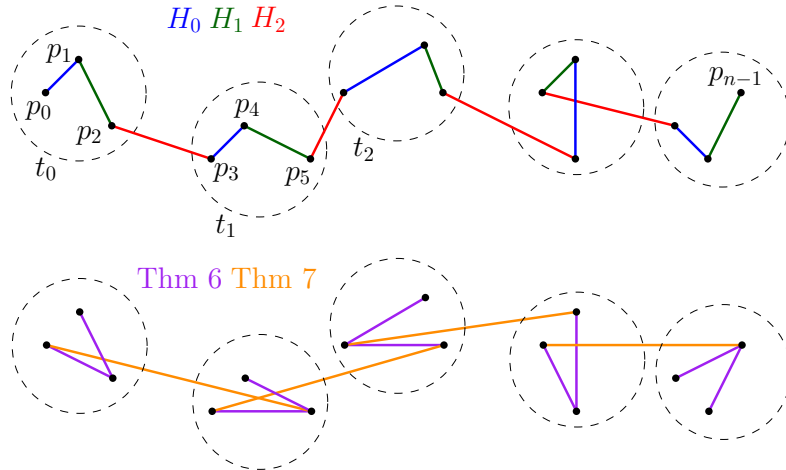 H₀ H₁ H₂
p₁
p₀
p₂
t₀
p₄
p₃
p₅
t₁
t₂
pₙ₋₁
Thm 6 Thm 7